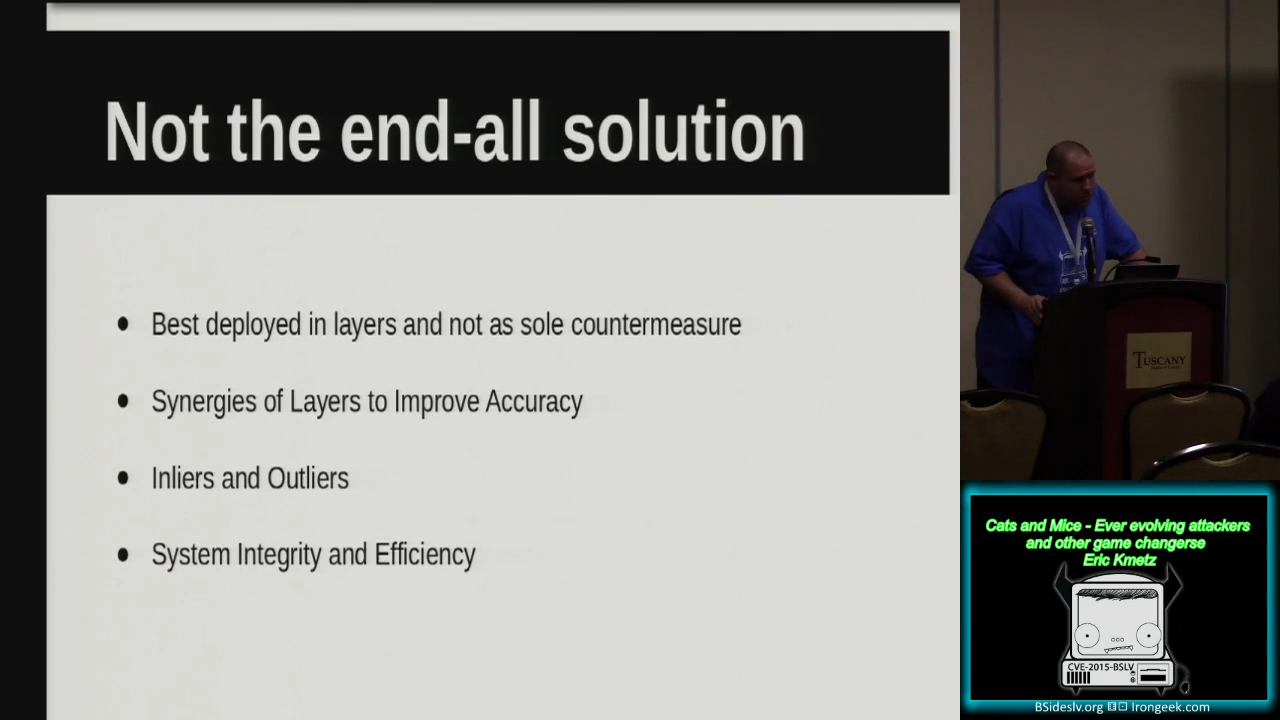 Not the end-all solution
Best deployed in layers and not as sole countermeasure
Synergies of Layers to Improve Accuracy
Inliers and Outliers
System Integrity and Efficiency
TUSCANY
Cats and Mice - Ever evolving attackers
and other game changerse
Eric Kmetz
CVE-2015-BSLV
BSideslv.org Irongeek.com